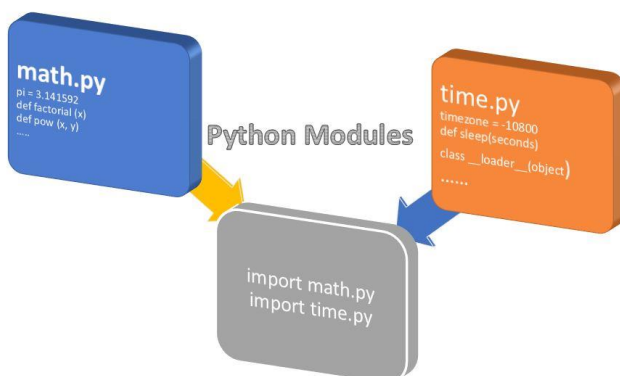 math.py
pi = 3.141592
def factorial (x)
def pow (x, y)
.....
Python Modules
time.py
timezone = -10800
def sleep(seconds)
class __loader__(object)
......
import math.py
import time.py